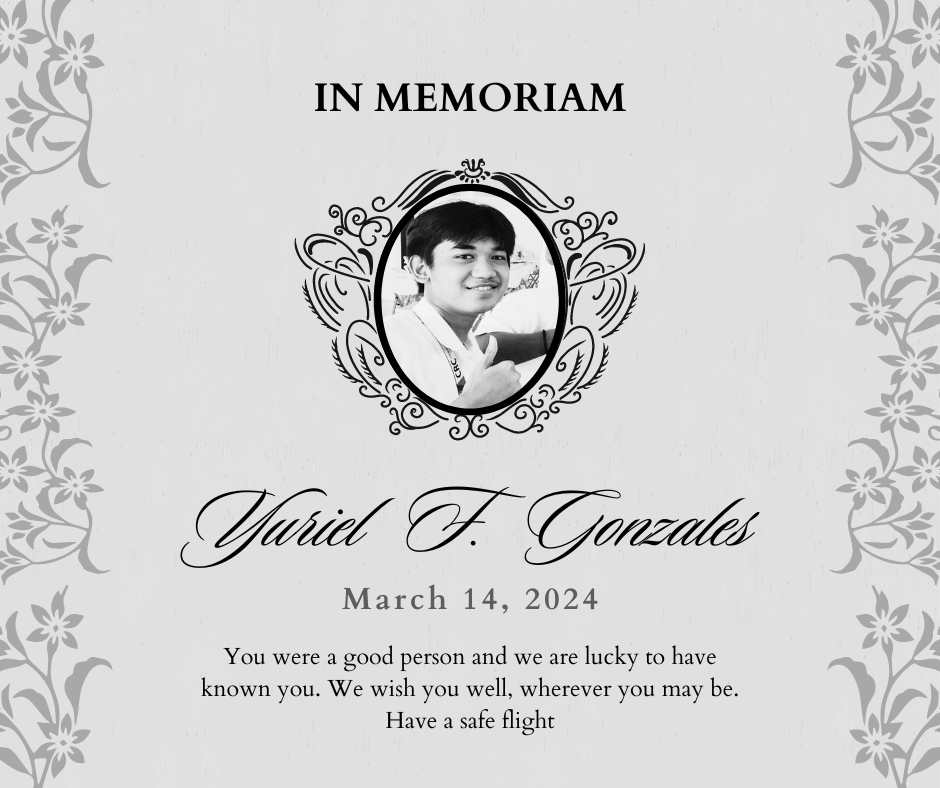 IN MEMORIAM
CRC
Yuriel F. Gonzales
March 14, 2024
You were a good person and we are lucky to have
known you. We wish you well, wherever you may be.
Have a safe flight